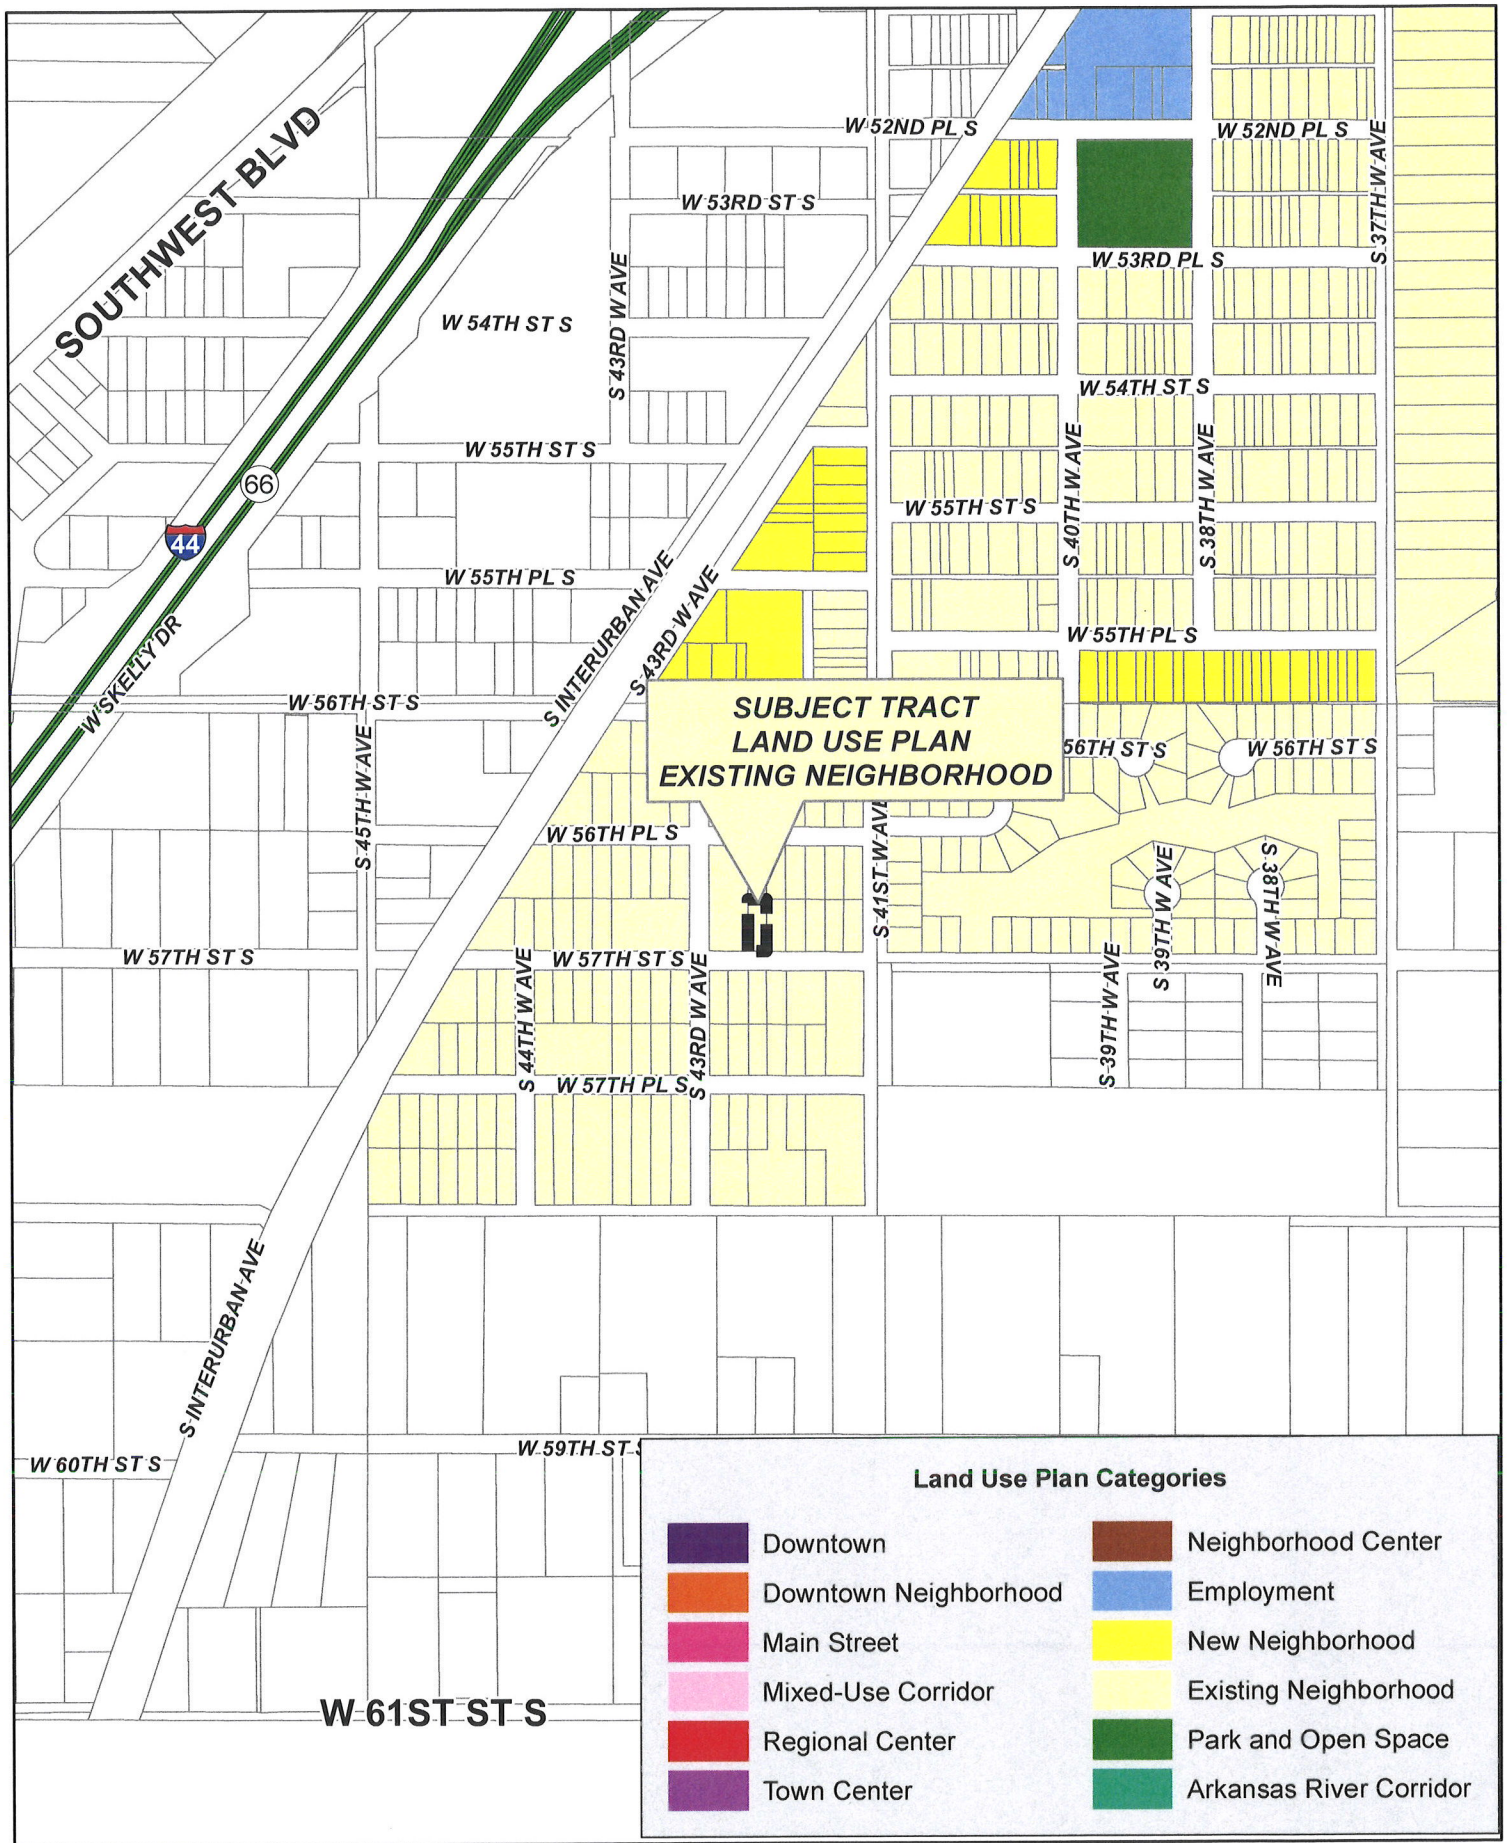 SOUTHWEST BLVD
W 52ND PL S
W 52ND PL S
S 37TH W AVE
W 53RD ST S
W 53RD PL S
S 43RD W AVE
W 54TH ST S
W 54TH ST S
W 55TH ST S
66
44
W 55TH ST S
S 40TH W AVE
S 38TH W AVE
W 55TH PL S
S INTERURBAN AVE
S 43RD W AVE
W 55TH PL S
W SKELLY DR
W 56TH ST S
SUBJECT TRACT
LAND USE PLAN
EXISTING NEIGHBORHOOD
56TH ST S
W 56TH ST S
S 45TH W AVE
W 56TH PL S
S 41ST W AVE
S 39TH W AVE
S 38TH W AVE
W 57TH ST S
W 57TH ST S
S 44TH W AVE
S 43RD W AVE
S 39TH W AVE
W 57TH PL S
S INTERURBAN AVE
W 59TH ST S
W 60TH ST S
W 61ST ST S
Land Use Plan Categories
Downtown
Downtown Neighborhood
Main Street
Mixed-Use Corridor
Regional Center
Town Center
Neighborhood Center
Employment
New Neighborhood
Existing Neighborhood
Park and Open Space
Arkansas River Corridor